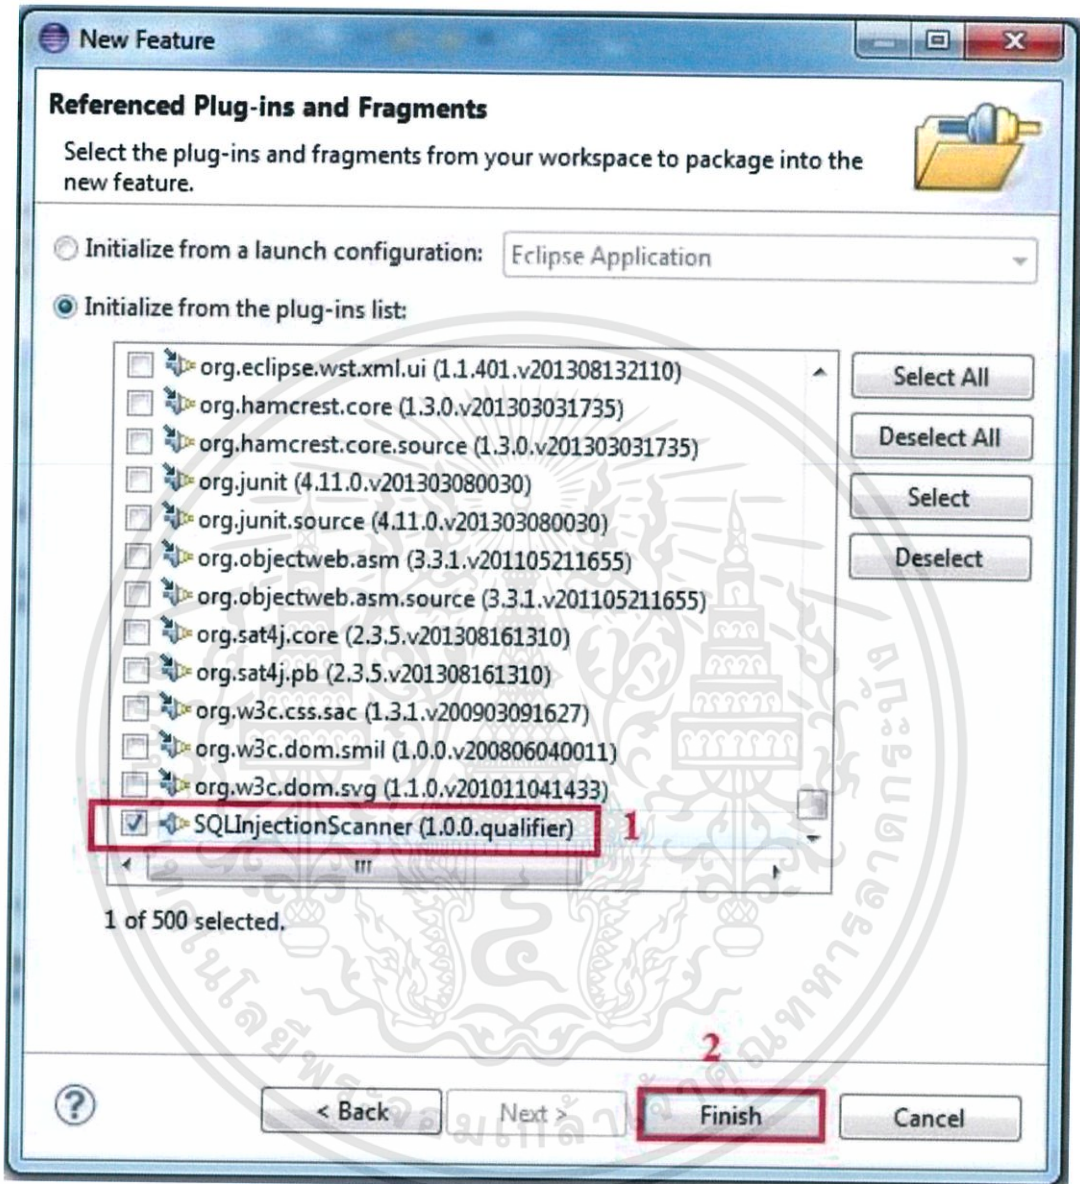 New Feature
Referenced Plug-ins and Fragments
Select the plug-ins and fragments from your workspace to package into the
new feature.
Initialize from a launch configuration:
Eclipse Application
Initialize from the plug-ins list:
org.eclipse.wst.xml.ui (1.1.401.v201308132110)
org.hamcrest.core (1.3.0.v201303031735)
org.hamcrest.core.source (1.3.0.v201303031735)
org.junit (4.11.0.v201303080030)
org.junit.source (4.11.0.v201303080030)
org.objectweb.asm (3.3.1.v201105211655)
org.objectweb.asm.source (3.3.1.v201105211655)
org.sat4j.core (2.3.5.v201308161310)
org.sat4j.pb (2.3.5.v201308161310)
org.w3c.css.sac (1.3.1.v200903091627)
org.w3c.dom.smil (1.0.0.v200806040011)
org.w3c.dom.svg (1.1.0.v201011041433)
SQLInjectionScanner (1.0.0.qualifier)
1
Select All
Deselect All
Select
Deselect
1 of 500 selected.
2
?
< Back
Next >
Finish
Cancel